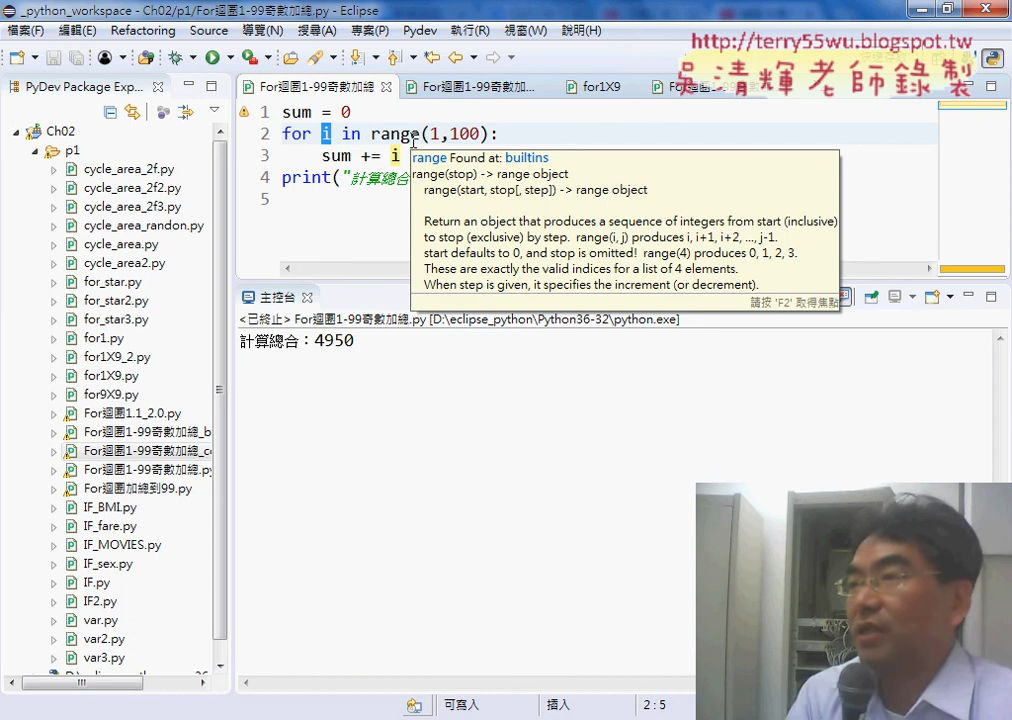 _python_workspace - Ch02/p1/For迴圈1-99奇數加總.py - Eclipse
檔案(F) 編輯(E) Refactoring Source 導覽(N) 搜尋(A) 專案(P) Pydev 執行(R) 視窗(W) 說明(H)
http://terry55wu.blogspot.tw
吳清輝老師錄製
PyDev Package Exp...
For迴圈1-99奇數加總
For迴圈1-99奇數加...
for1X9
Ch02
p1
cycle_area_2f.py
cycle_area_2f2.py
cycle_area_2f3.py
cycle_area_randon.py
cycle_area.py
cycle_area2.py
for_star.py
for_star2.py
for_star3.py
for1.py
for1X9_2.py
for1X9.py
for9X9.py
For迴圈1.1_2.0.py
For迴圈1-99奇數加總_b
For迴圈1-99奇數加總_c
For迴圈1-99奇數加總.py
For迴圈加總到99.py
IF_BMI.py
IF_fare.py
IF_MOVIES.py
IF_sex.py
IF.py
IF2.py
var.py
var2.py
var3.py
1 sum = 0
2 for i in range(1,100):
3 sum += i
4 print("計算總合
5
range Found at: builtins
range(stop) -> range object
range(start, stop[, step]) -> range object
Return an object that produces a sequence of integers from start (inclusive)
to stop (exclusive) by step. range(i, j) produces i, i+1, i+2, ..., j-1.
start defaults to 0, and stop is omitted! range(4) produces 0, 1, 2, 3.
These are exactly the valid indices for a list of 4 elements.
When step is given, it specifies the increment (or decrement).
請按 'F2' 取得焦點
主控台
<已終止> For迴圈1-99奇數加總.py [D:\eclipse_python\Python36-32\python.exe]
計算總合：4950
可寫入 插入 2:5